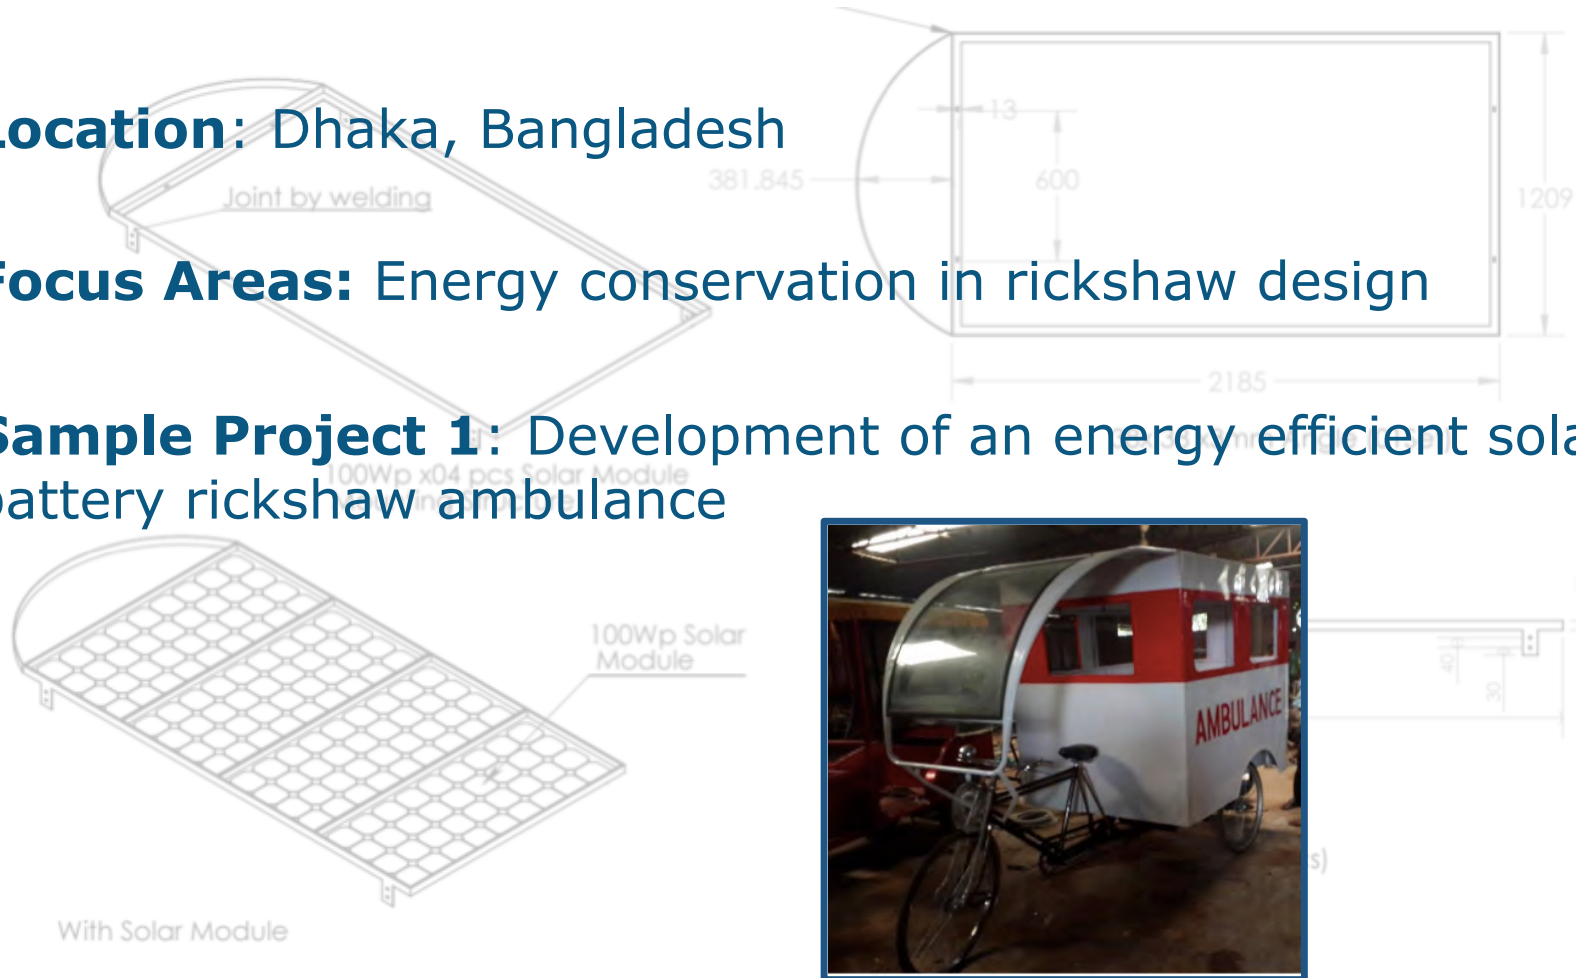 Location: Dhaka, Bangladesh
13
381.845
600
1209
Joint by welding
Focus Areas: Energy conservation in rickshaw design
2185
Sample Project 1: Development of an energy efficient sola
battery rickshaw ambulance
100Wp x04 pcs Solar Module
100Wp Solar
Module
40
30
AMBULANCE
s)
With Solar Module